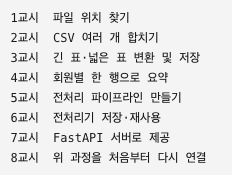 1교시 파일 위치 찾기
2교시 CSV 여러 개 합치기
3교시 긴 표·넓은 표 변환 및 저장
4교시 회원별 한 행으로 요약
5교시 전처리 파이프라인 만들기
6교시 전처리기 저장·재사용
7교시 FastAPI 서버로 제공
8교시 위 과정을 처음부터 다시 연결